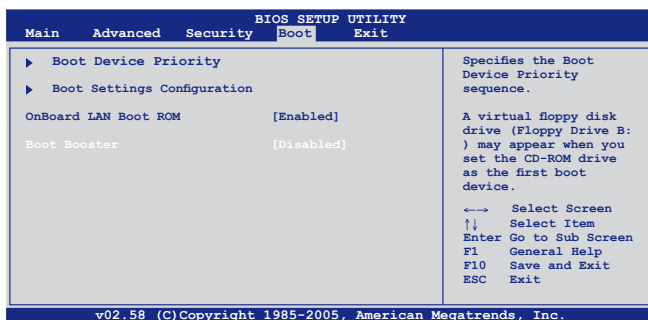 BIOS SETUP UTILITY
Main Advanced Security Boot Exit
Boot Device Priority
Boot Settings Configuration
OnBoard LAN Boot ROM [Enabled]
Boot Booster [Disabled]
Specifies the Boot
Device Priority
sequence.
A virtual floppy disk
drive (Floppy Drive B:
) may appear when you
set the CD-ROM drive
as the first boot
device.
←→ Select Screen
↑↓ Select Item
Enter Go to Sub Screen
F1 General Help
F10 Save and Exit
ESC Exit
v02.58 (C)Copyright 1985-2005, American Megatrends, Inc.